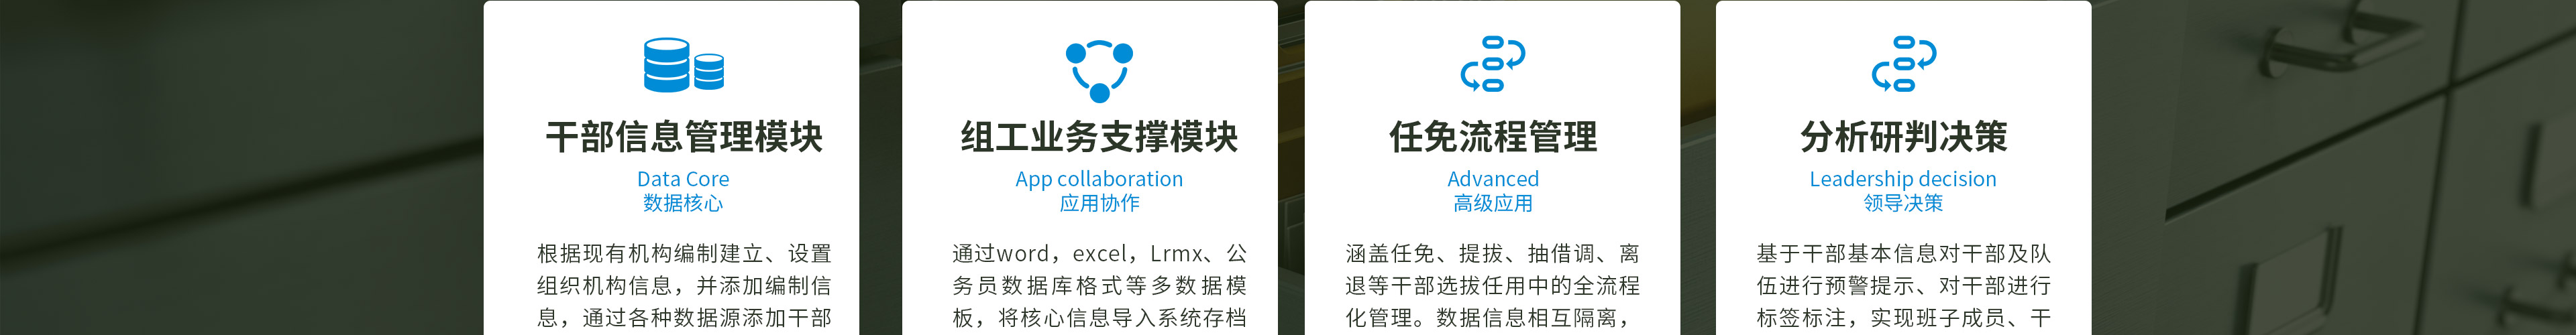 干部信息管理模块
Data Core
数据核心
根据现有机构编制建立、设置
组织机构信息，并添加编制信
息，通过各种数据源添加干部
组工业务支撑模块
App collaboration
应用协作
通过word，excel，Lrmx、公
务员数据库格式等多数据模
板，将核心信息导入系统存档
任免流程管理
Advanced
高级应用
涵盖任免、提拔、抽借调、离
退等干部选拔任用中的全流程
化管理。数据信息相互隔离，
分析研判决策
Leadership decision
领导决策
基于干部基本信息对干部及队
伍进行预警提示、对干部进行
标签标注，实现班子成员、干